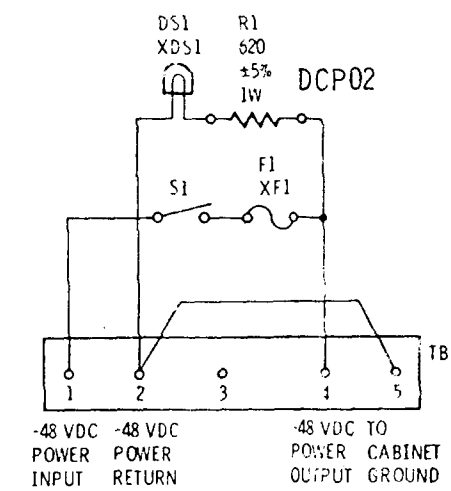 DS1
XDS1
R1
620
±5%
1W
DCP02
F1
XF1
S1
TB
1 2 3 4 5
-48 VDC POWER INPUT
-48 VDC POWER RETURN
-48 VDC POWER OUTPUT
TO CABINET GROUND